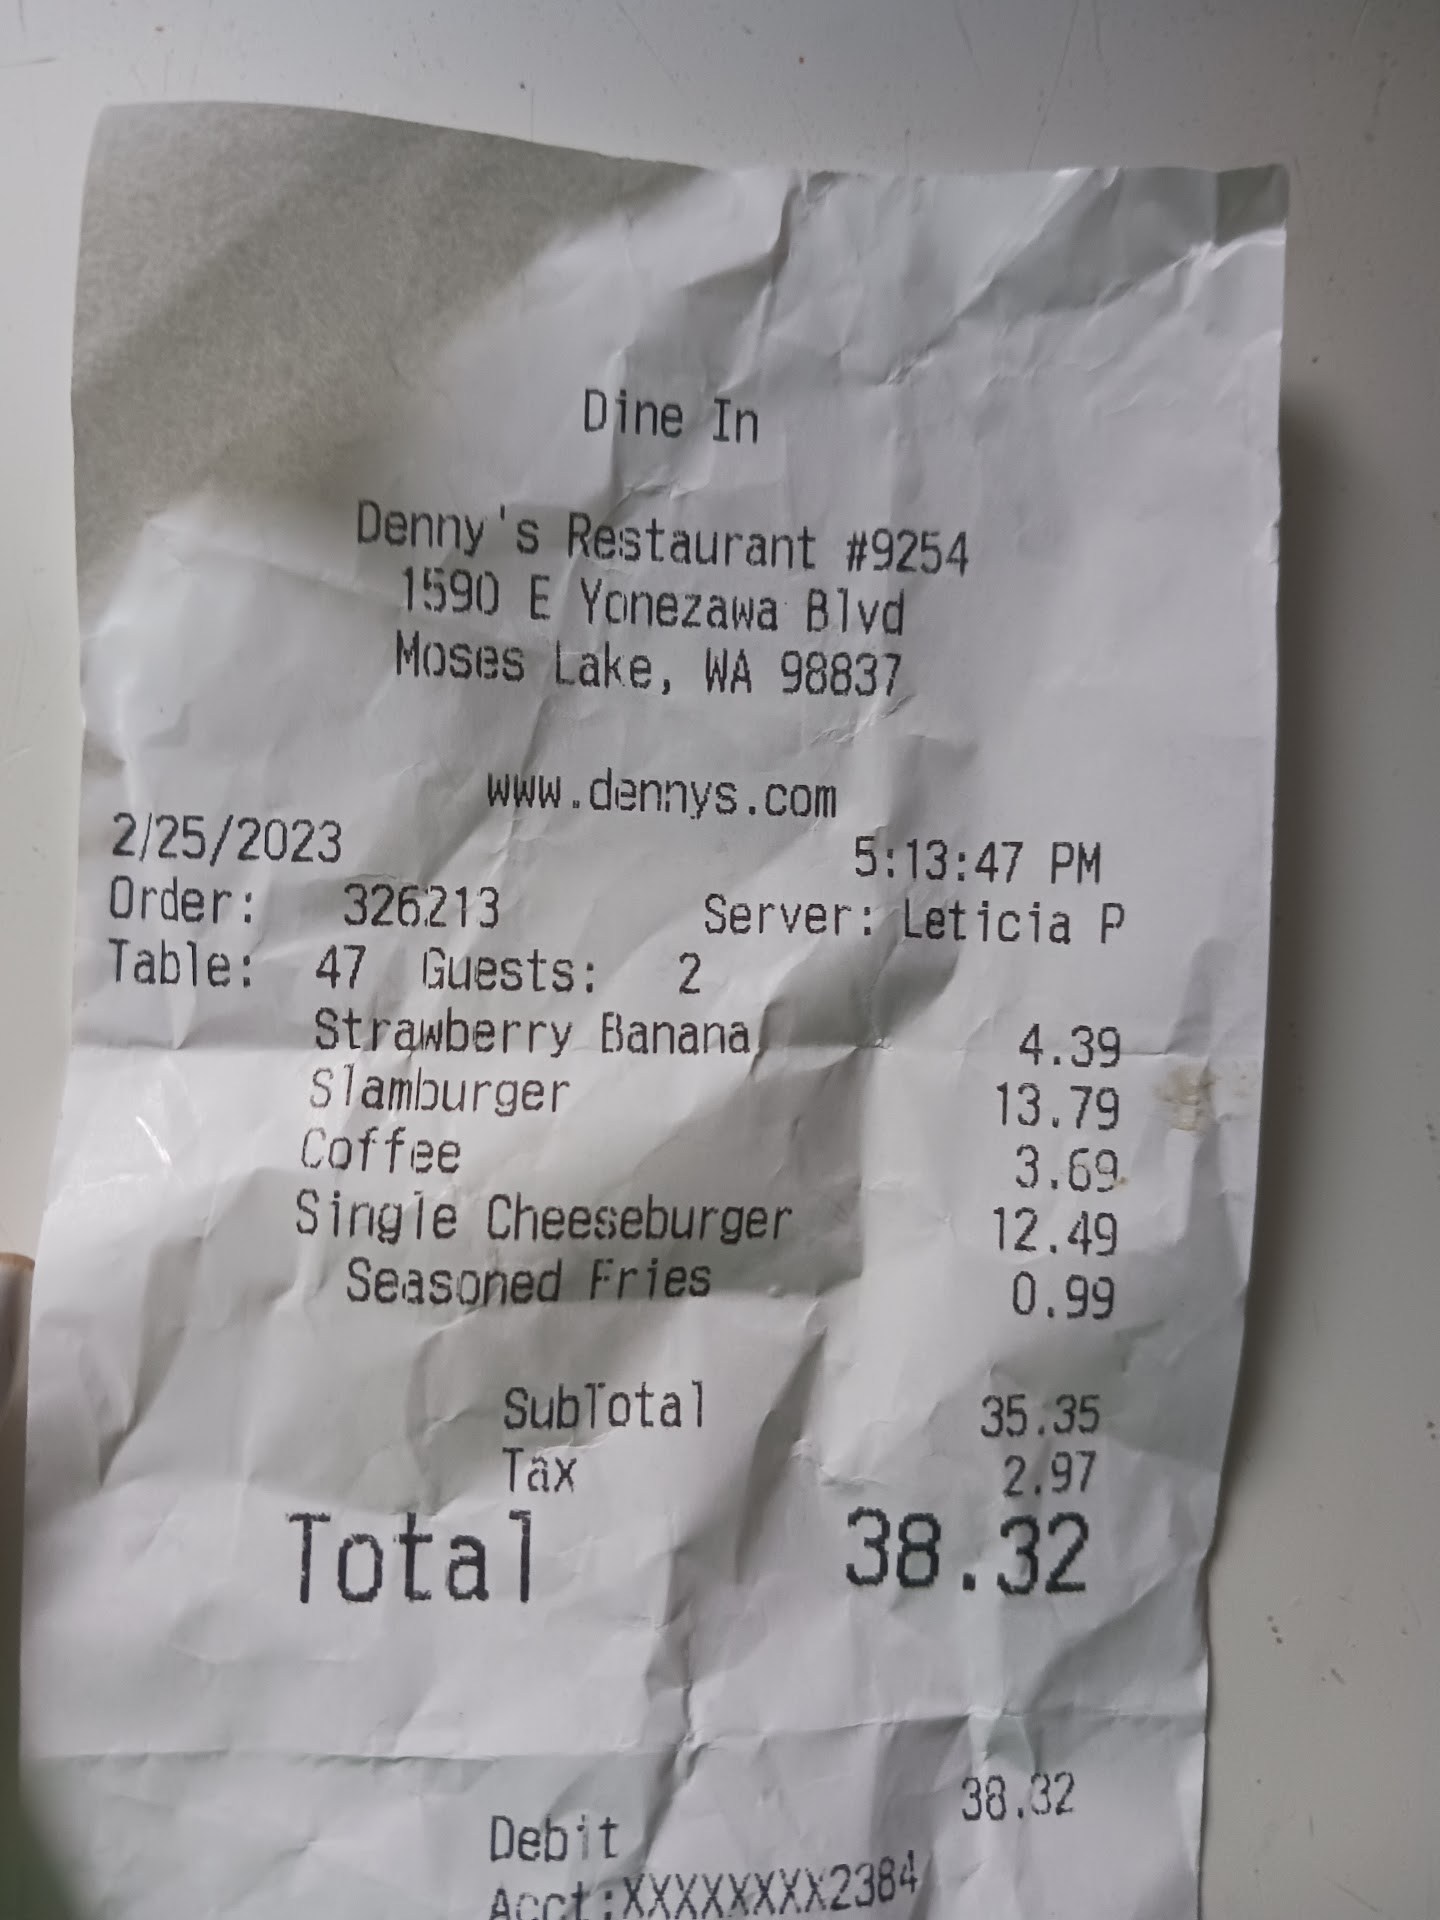 Dine In
Denny's Restaurant #9254
1590 E Yonezawa Blvd
Moses Lake, WA 98837
www.dennys.com
2/25/2023 5:13:47 PM
Order: 326213 Server: Leticia P
Table: 47 Guests: 2
Strawberry Banana 4.39
Slamburger 13.79
Coffee 3.69
Single Cheeseburger 12.49
Seasoned Fries 0.99
SubTotal 35.35
Tax 2.97
Total 38.32
Debit 38.32
Acct:XXXXXXXX2384